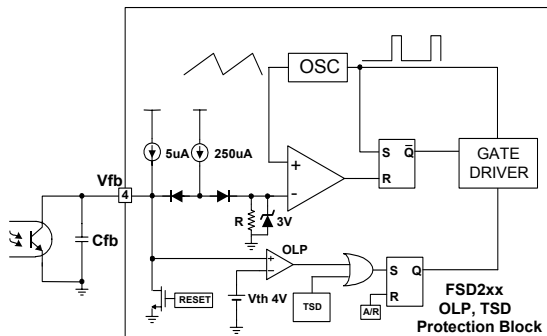 OSC
5uA
250uA
Vfb
4
+
-
S
Q
R
GATE
DRIVER
R
3V
Cfb
OLP
+
-
RESET
Vth 4V
TSD
S
Q
R
A/R
FSD2xx
OLP, TSD
Protection Block